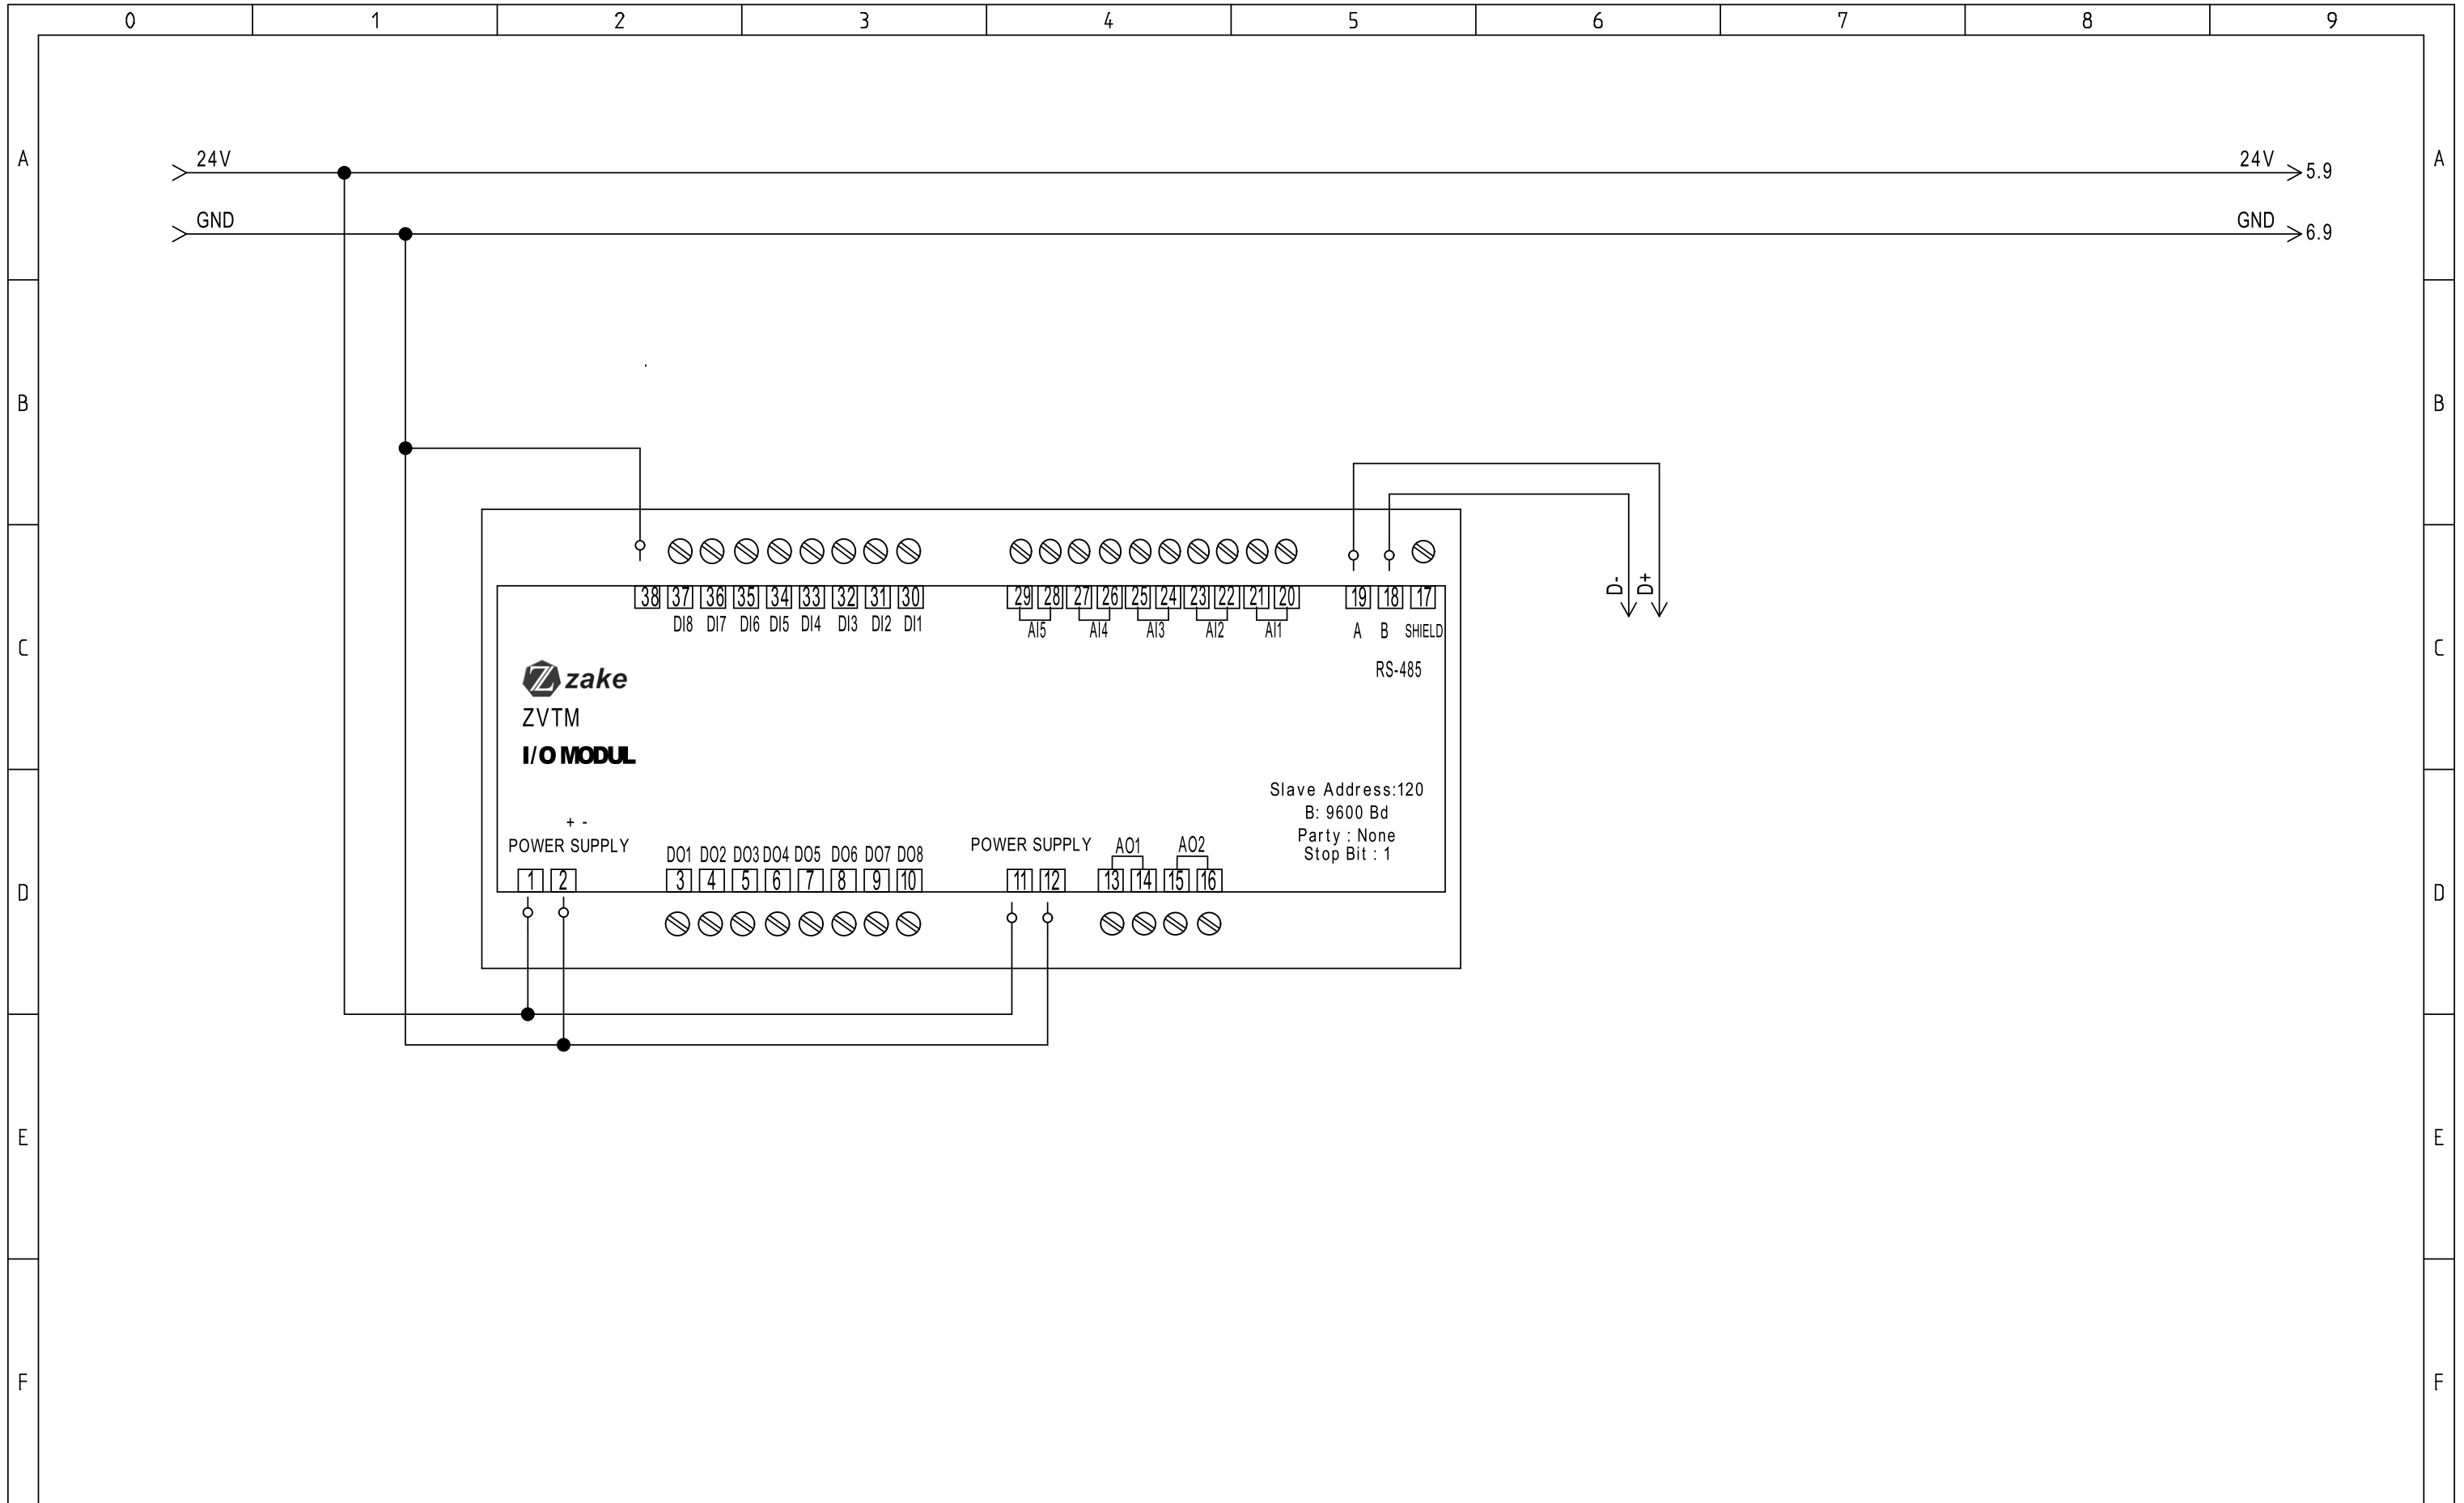 0 1 2 3 4 5 6 7 8 9
A 24V 24V 5.9 A
GND GND 6.9
B B
D- D+
38 37 36 35 34 33 32 31 30 29 28 27 26 25 24 23 22 21 20 19 18 17
DI8 DI7 DI6 DI5 DI4 DI3 DI2 DI1 AI5 AI4 AI3 AI2 AI1 A B SHIELD
C C
RS-485
Z zake
ZVTM
I/O MODUL
Slave Address:120
B: 9600 Bd
Party : None
Stop Bit : 1
+ -
POWER SUPPLY DO1 DO2 DO3 DO4 DO5 DO6 DO7 DO8 POWER SUPPLY AO1 AO2
1 2 3 4 5 6 7 8 9 10 11 12 13 14 15 16
D D
E E
F F